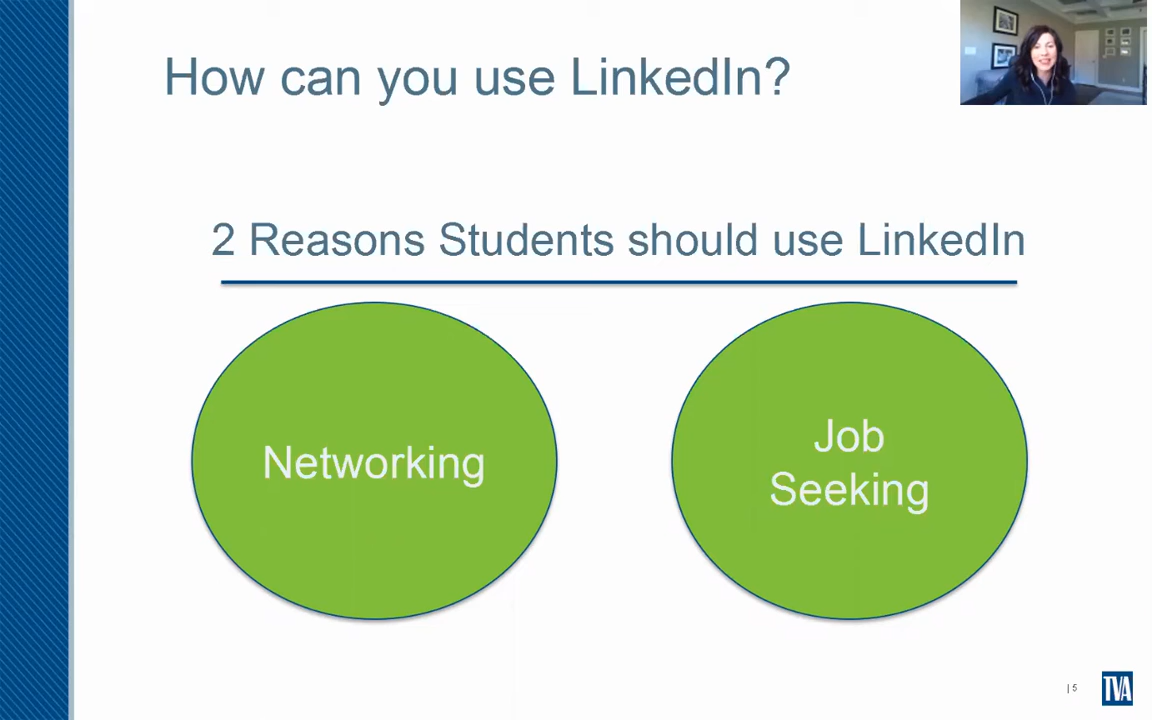 How can you use LinkedIn?
2 Reasons Students should use LinkedIn
Networking
Job
Seeking
| 5
TVA